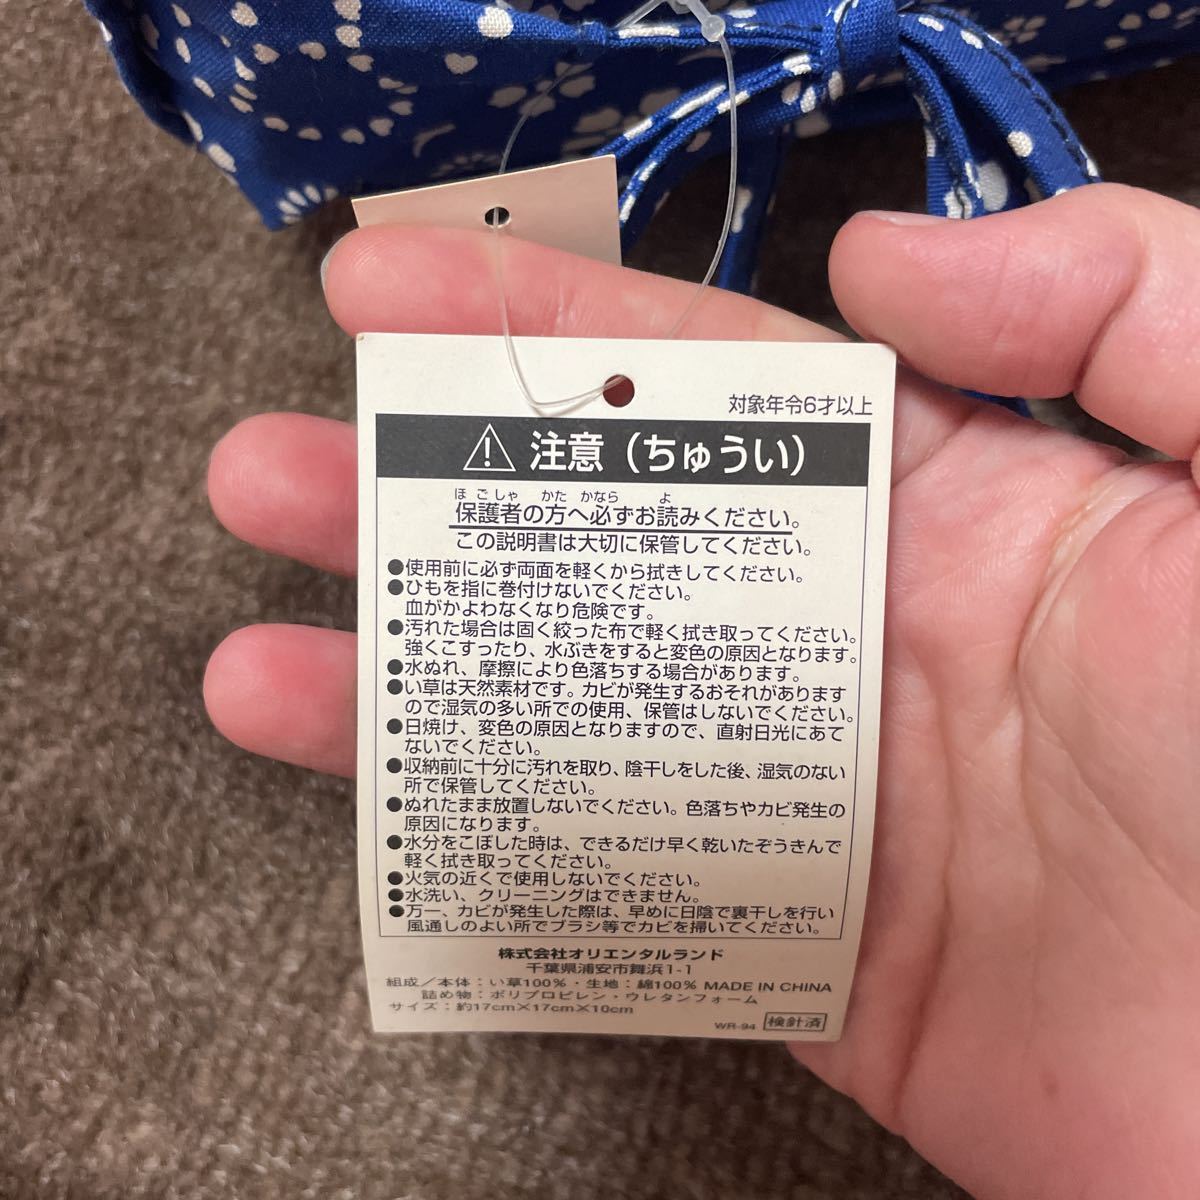 対象年令6才以上
注意(ちゅうい)
ほごしゃ かた かなら よ
保護者の方へ必ずお読みください。
この説明書は大切に保管してください。
●使用前に必ず両面を軽くから拭きしてください。
●ひもを指に巻付けないでください。
血がかよわなくなり危険です。
●汚れた場合は固く絞った布で軽く拭き取ってください。
強くこすったり、水ぶきをすると変色の原因となります。
●水ぬれ、摩擦により色落ちする場合があります。
●い草は天然素材です。カビが発生するおそれがあります
ので湿気の多い所での使用、保管はしないでください。
●日焼け、変色の原因となりますので、直射日光にあて
ないでください。
●収納前に十分に汚れを取り、陰干しをした後、湿気のない
所で保管してください。
●ぬれたまま放置しないでください。色落ちやカビ発生の
原因になります。
●水分をこぼした時は、できるだけ早く乾いたぞうきんで
軽く拭き取ってください。
●火気の近くで使用しないでください。
●水洗い、クリーニングはできません。
●万一、カビが発生した際は、早めに日陰で裏干しを行い
風通しのよい所でブラシ等でカビを掃いてください。
株式会社オリエンタルランド
千葉県浦安市舞浜1-1
組成/本体:い草100%・生地:綿100% MADE IN CHINA
詰め物:ポリプロピレン・ウレタンフォーム
サイズ:約17cm×17cm×10cm
WR-94 検針済